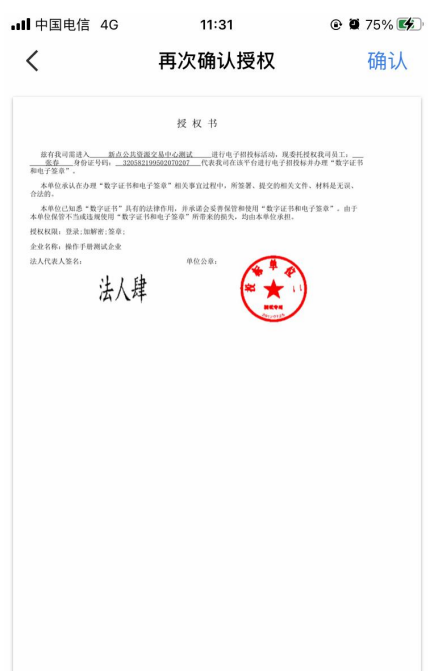 中国电信 4G 11:31 75%
再次确认授权 确认
授 权 书
兹有我司需进入 新点公共资源交易中心测试 进行电子招投标活动，现委托授权我司员工：
张春 身份证号码： 320582199502070207 代表我司在该平台进行电子招投标并办理“数字证书
和电子签章”。
本单位承认在办理“数字证书和电子签章”相关事宜过程中，所签署、提交的相关文件、材料是无误、
合法的。
本单位已知悉“数字证书”具有的法律作用，并承诺会妥善保管和使用“数字证书和电子签章”。由于
本单位保管不当或违规使用“数字证书和电子签章”所带来的损失，均由本单位承担。
授权权限：登录;加解密;签章;
企业名称：操作手册测试企业
法人代表人签名： 单位公章：
法人肆
投标单位二
测试专用